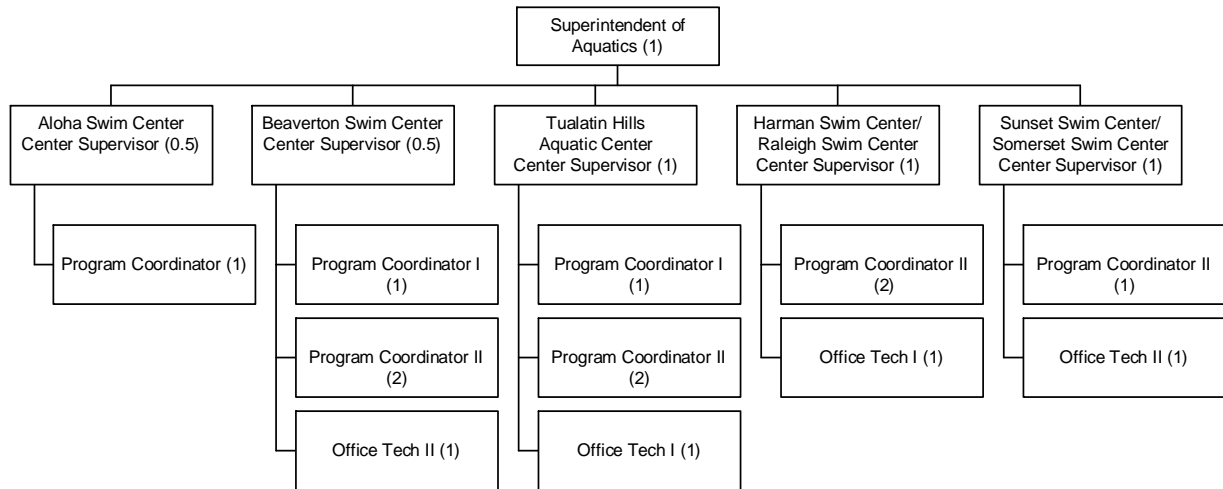 Superintendent of
Aquatics (1)
Aloha Swim Center
Center Supervisor (0.5)
Beaverton Swim Center
Center Supervisor (0.5)
Tualatin Hills
Aquatic Center
Center Supervisor (1)
Harman Swim Center/
Raleigh Swim Center
Center Supervisor (1)
Sunset Swim Center/
Somerset Swim Center
Center Supervisor (1)
Program Coordinator (1)
Program Coordinator I
(1)
Program Coordinator II
(2)
Office Tech II (1)
Program Coordinator I
(1)
Program Coordinator II
(2)
Office Tech I (1)
Program Coordinator II
(2)
Office Tech I (1)
Program Coordinator II
(1)
Office Tech II (1)